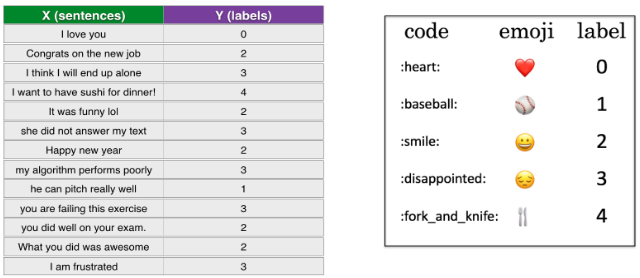 X (sentences) Y (labels)
I love you 0
Congrats on the new job 2
I think I will end up alone 3
I want to have sushi for dinner! 4
It was funny lol 2
she did not answer my text 3
Happy new year 2
my algorithm performs poorly 3
he can pitch really well 1
you are failing this exercise 3
you did well on your exam. 2
What you did was awesome 2
I am frustrated 3
code emoji label
:heart: ❤️ 0
:baseball: ⚾ 1
:smile: 😀 2
:disappointed: 😔 3
:fork_and_knife: 🍴 4